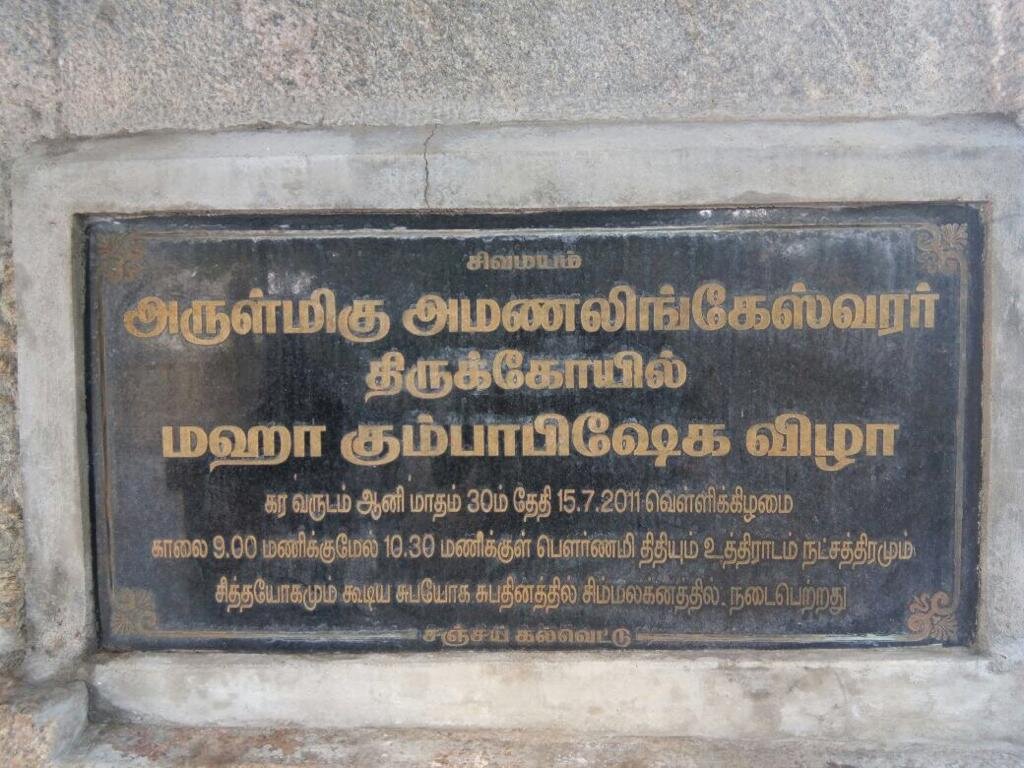 சிவமயம்
அருள்மிகு அமணலிங்கேஸ்வரர்
திருக்கோயில்
மஹா கும்பாபிஷேக விழா
கர வருடம் ஆனி மாதம் 30ம் தேதி 15.7.2011 வெள்ளிக்கிழமை
காலை 9.00 மணிக்குமேல் 10.30 மணிக்குள் பௌர்ணமி திதியும் உத்திராடம் நட்சத்திரமும்
சித்தயோகமும் கூடிய சுபயோக சுபதினத்தில் சிம்மலக்னத்தில் நடைபெற்றது
சஞ்சய் கல்வெட்டு